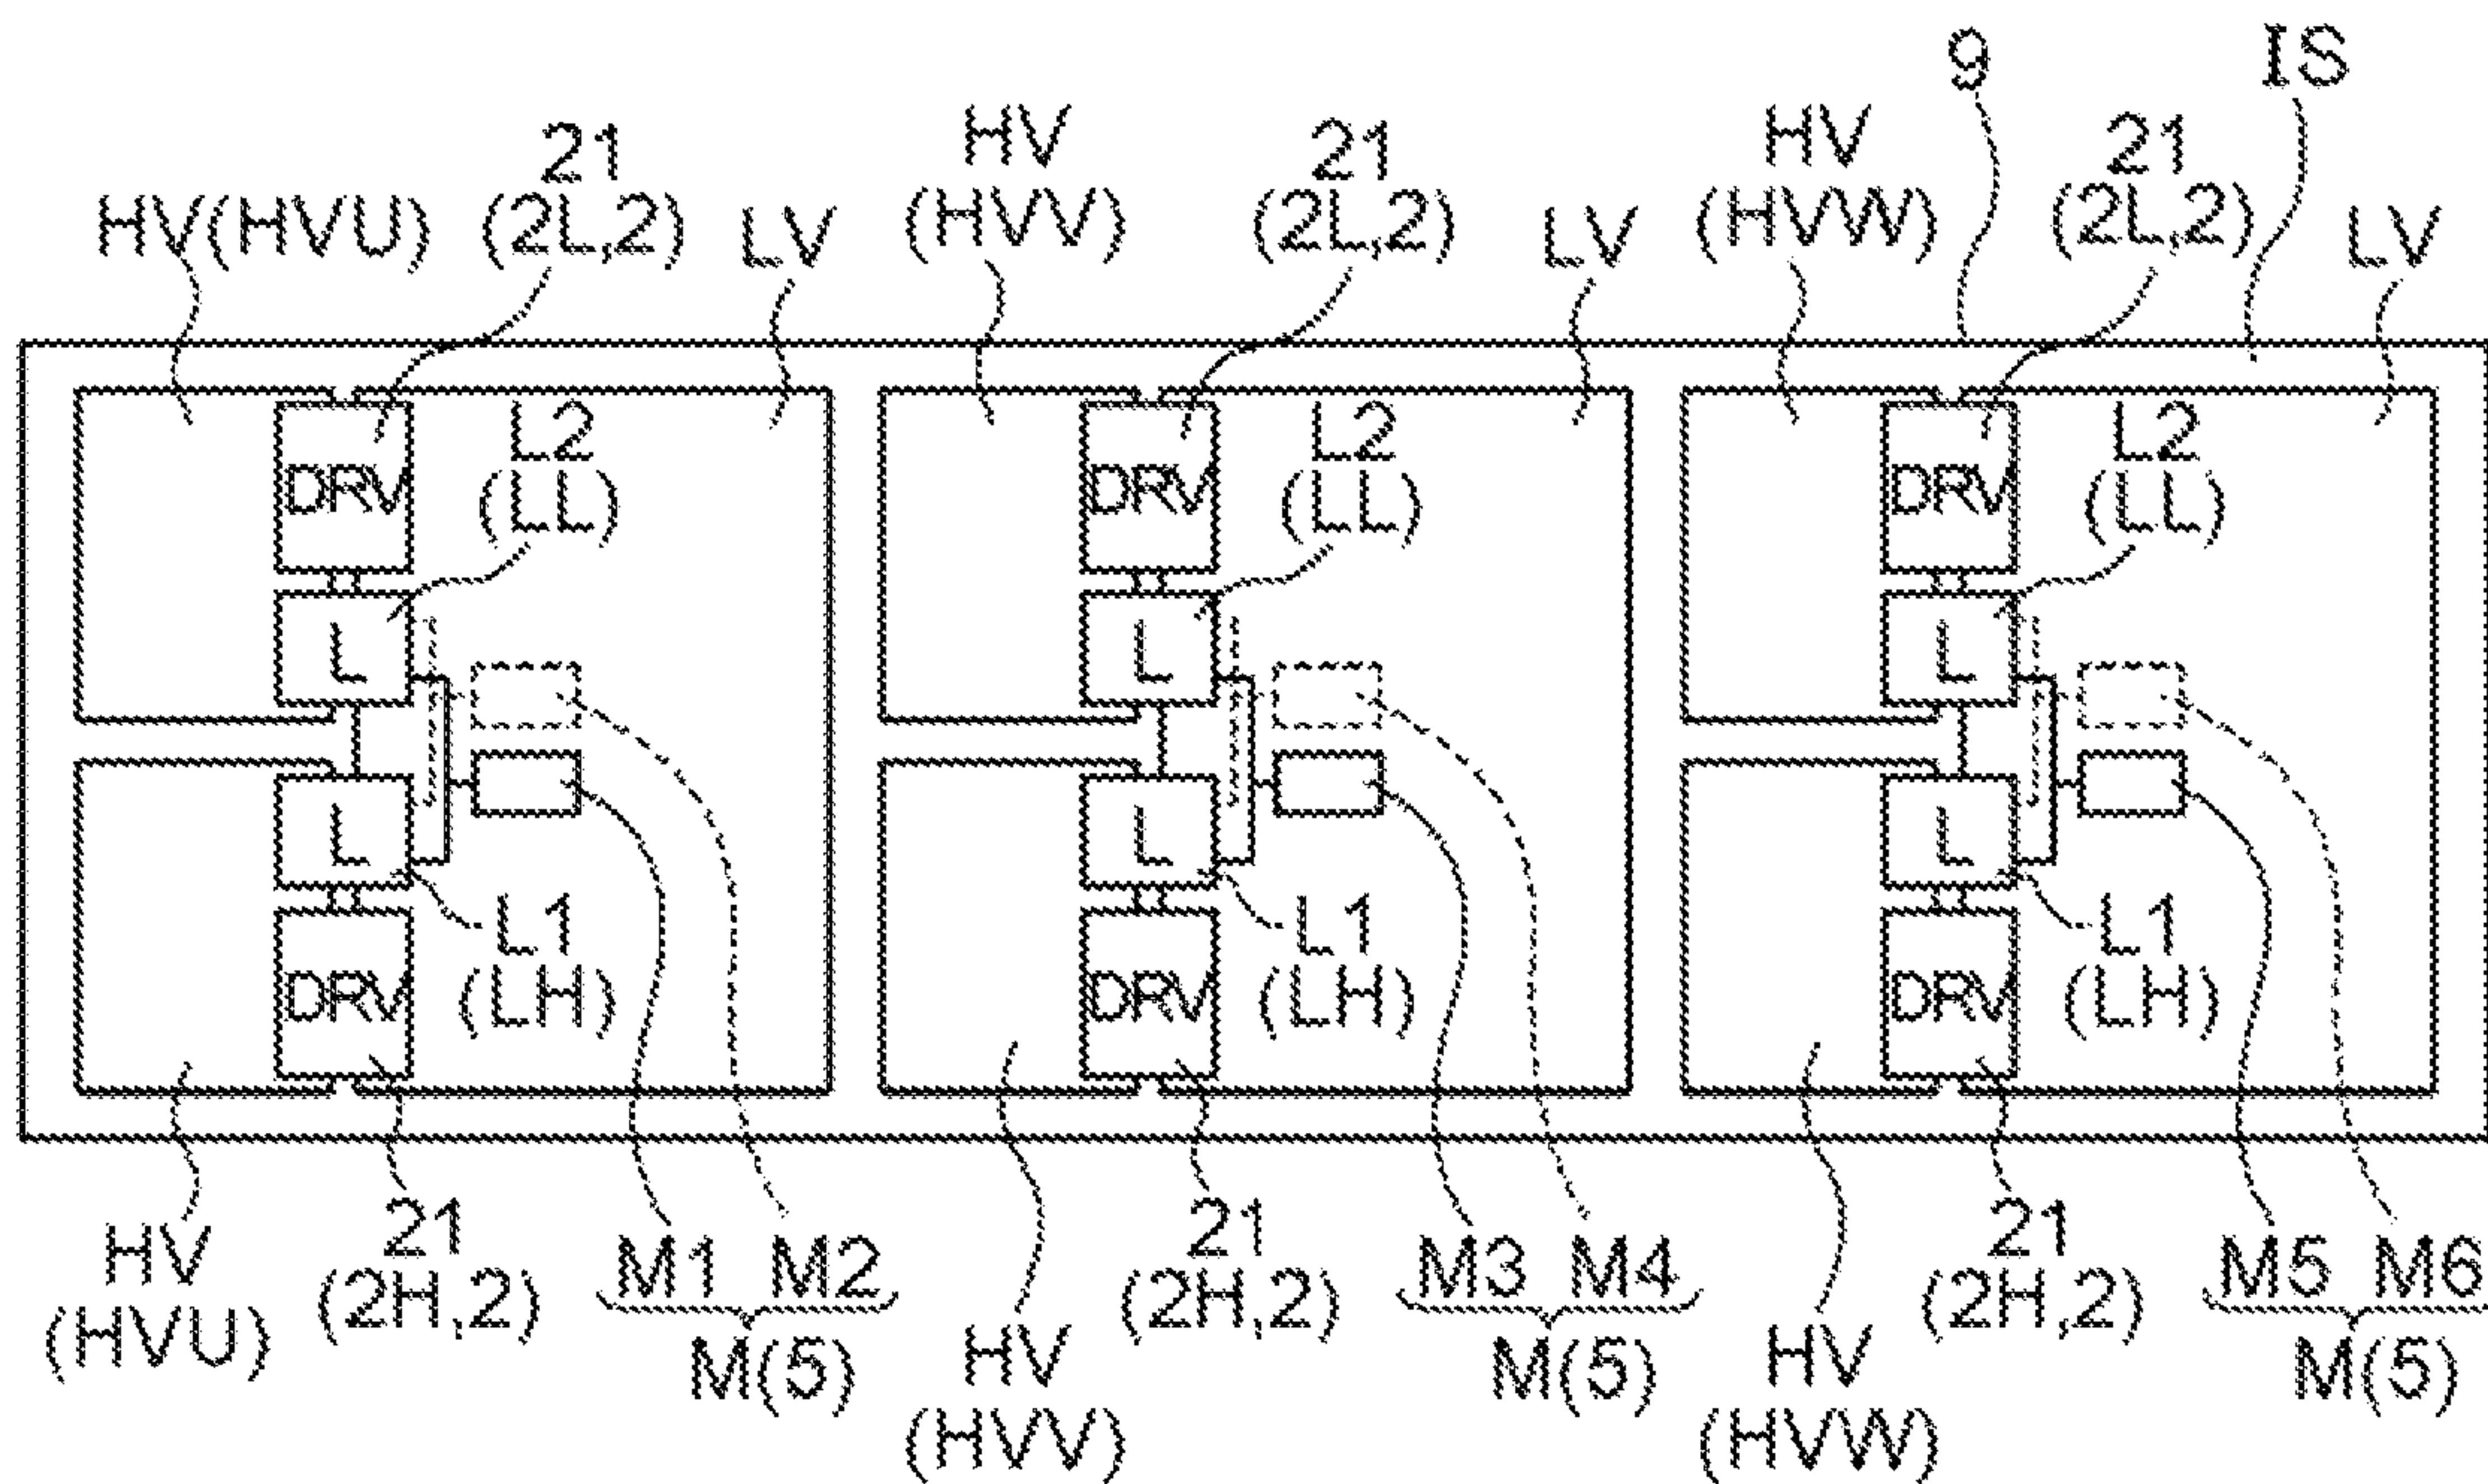 9 IS
21 HV 21 HV 21
HV(HVU) (2L,2) LV (HVV) (2L,2) LV (HVW) (2L,2) LV
L2 L2 L2
DRV (LL) DRV (LL) DRV (LL)
L L L
L L L
L1 L1 L1
DRV (LH) DRV (LH) DRV (LH)
HV 21 M1 M2 21 M3 M4 21 M5 M6
(HVU) (2H,2) M(5) HV (2H,2) M(5) HV (2H,2) M(5)
(HVV) (HVW)